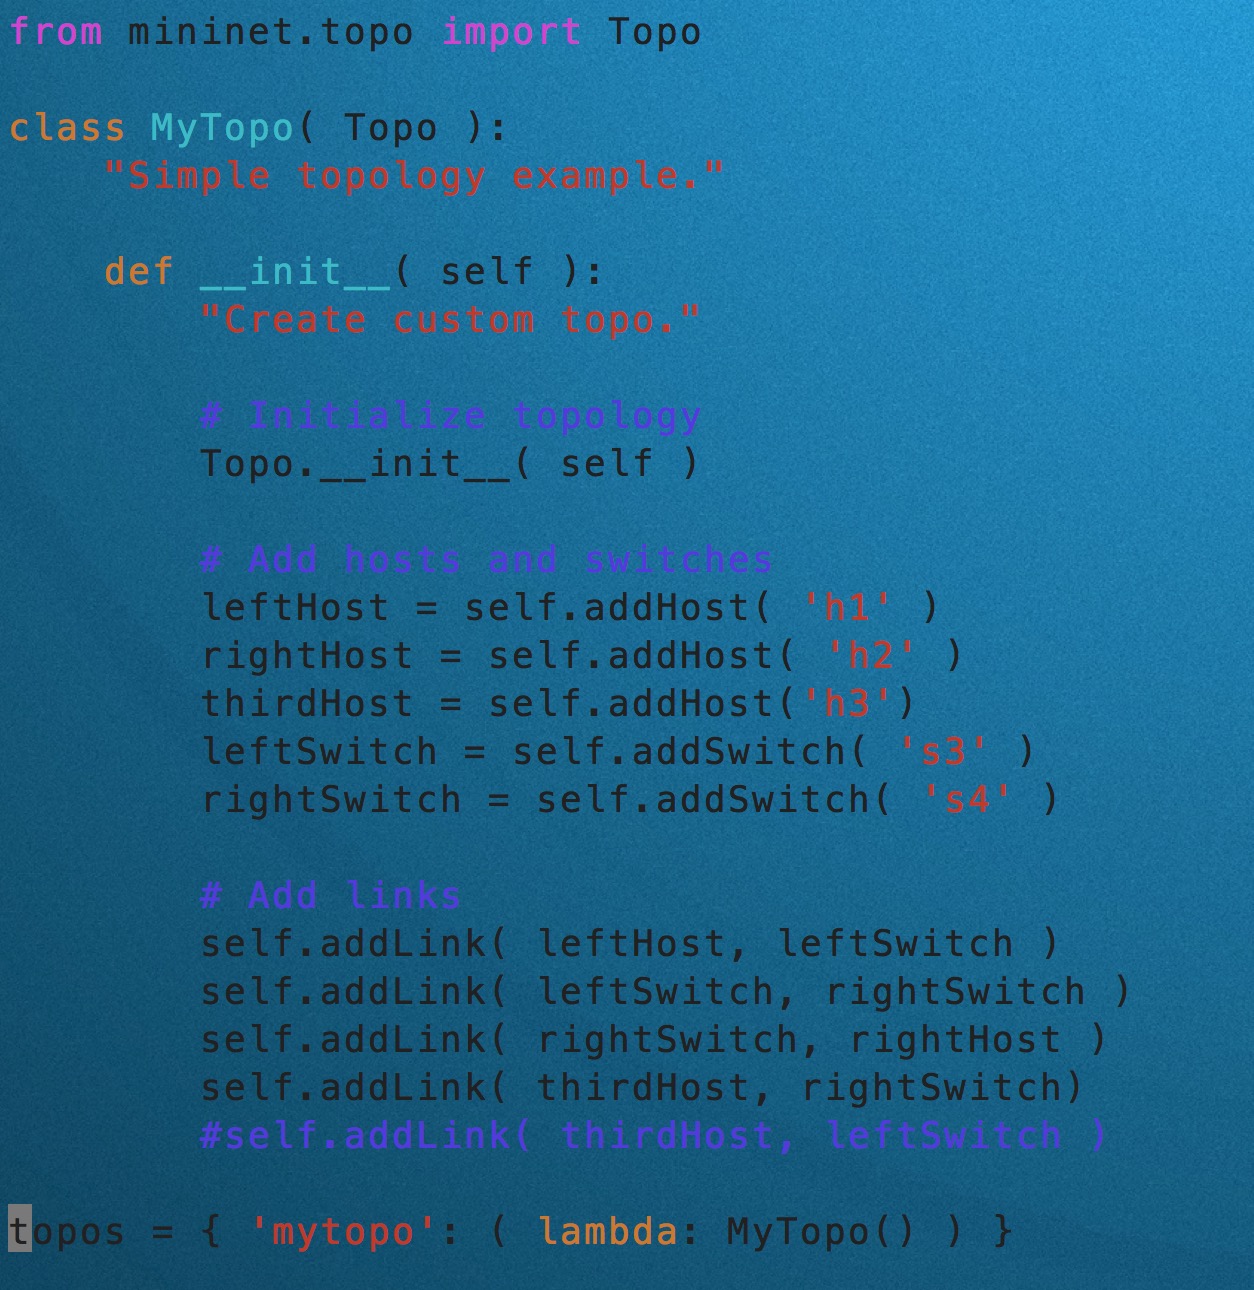 from mininet.topo import Topo
class MyTopo( Topo ):
"Simple topology example."
def __init__( self ):
"Create custom topo."
# Initialize topology
Topo.__init__( self )
# Add hosts and switches
leftHost = self.addHost( 'h1' )
rightHost = self.addHost( 'h2' )
thirdHost = self.addHost('h3')
leftSwitch = self.addSwitch( 's3' )
rightSwitch = self.addSwitch( 's4' )
# Add links
self.addLink( leftHost, leftSwitch )
self.addLink( leftSwitch, rightSwitch )
self.addLink( rightSwitch, rightHost )
self.addLink( thirdHost, rightSwitch)
#self.addLink( thirdHost, leftSwitch )
topos = { 'mytopo': ( lambda: MyTopo() ) }